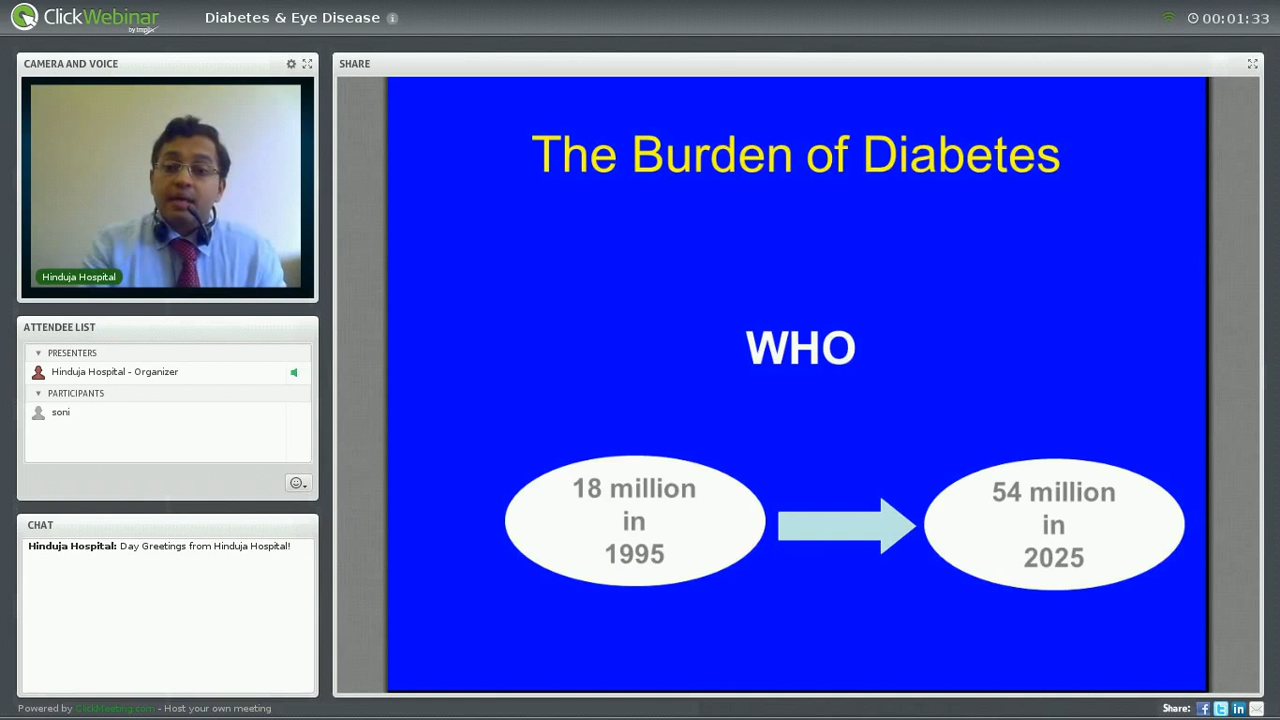 ClickWebinar
by Implix
Diabetes & Eye Disease
00:01:33
CAMERA AND VOICE
Hinduja Hospital
ATTENDEE LIST
PRESENTERS
Hinduja Hospital - Organizer
PARTICIPANTS
soni
CHAT
Hinduja Hospital: Day Greetings from Hinduja Hospital!
SHARE
The Burden of Diabetes
WHO
18 million
in
1995
54 million
in
2025
Powered by ClickMeeting.com - Host your own meeting
Share: